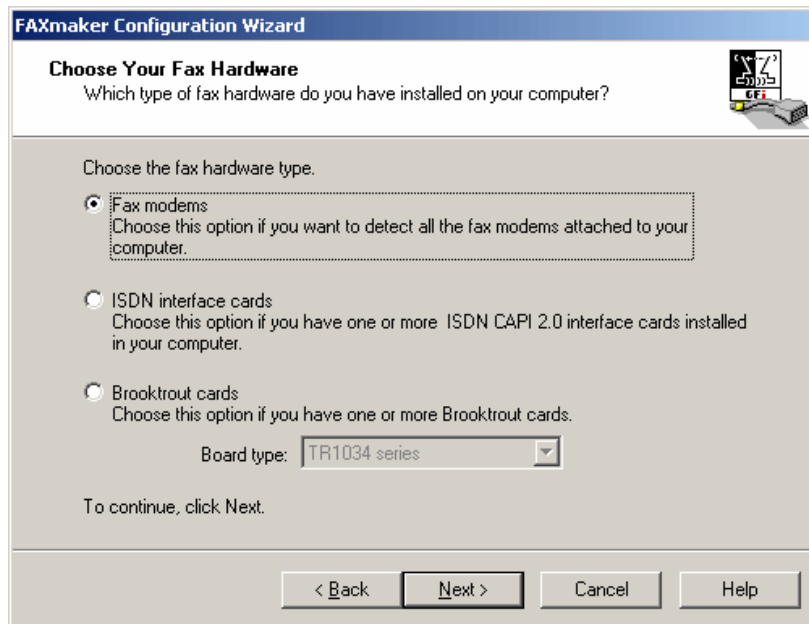 FAXmaker Configuration Wizard
Choose Your Fax Hardware
Which type of fax hardware do you have installed on your computer?
GFi
Choose the fax hardware type.
Fax modems
Choose this option if you want to detect all the fax modems attached to your
computer.
ISDN interface cards
Choose this option if you have one or more ISDN CAPI 2.0 interface cards installed
in your computer.
Brooktrout cards
Choose this option if you have one or more Brooktrout cards.
Board type: TR1034 series
To continue, click Next.
< Back Next > Cancel Help